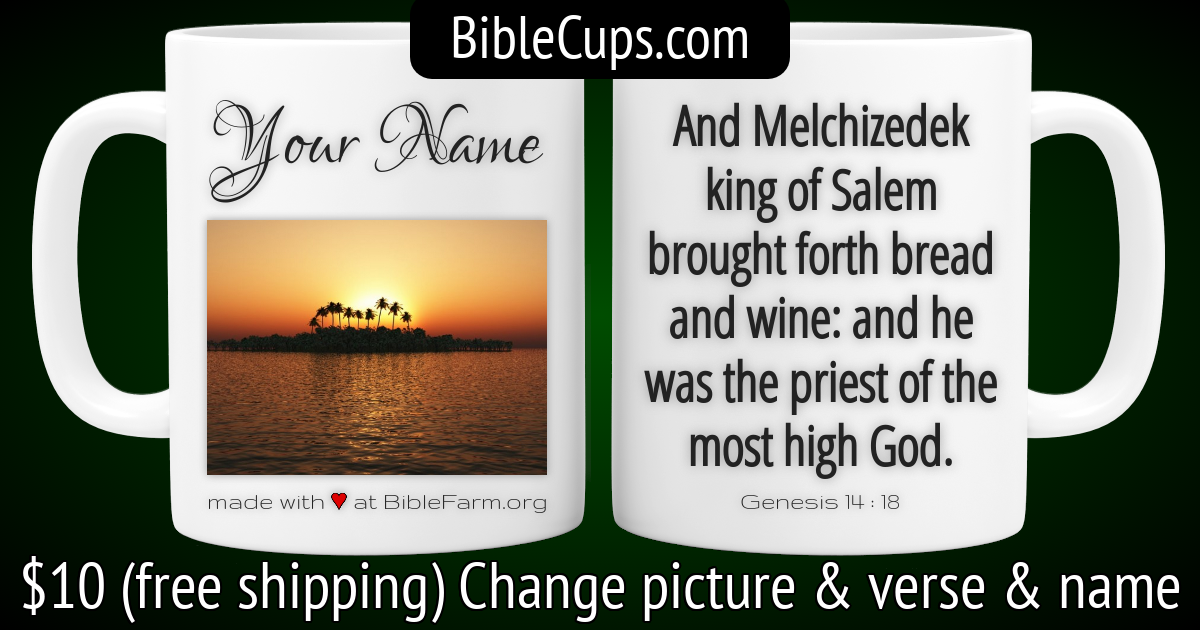 BibleCups.com
Your Name
made with ♥ at BibleFarm.org
And Melchizedek
king of Salem
brought forth bread
and wine: and he
was the priest of the
most high God.
Genesis 14 : 18
$10 (free shipping) Change picture & verse & name